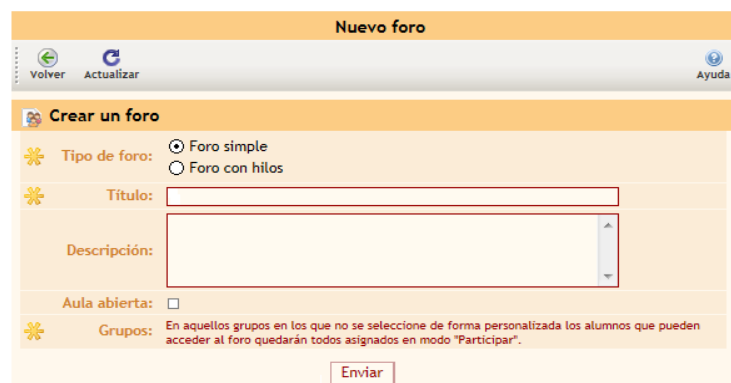 Nuevo foro
Volver Actualizar Ayuda
Crear un foro
Tipo de foro: Foro simple
Foro con hilos
Título:
Descripción:
Aula abierta:
Grupos: En aquellos grupos en los que no se seleccione de forma personalizada los alumnos que pueden
acceder al foro quedarán todos asignados en modo "Participar".
Enviar